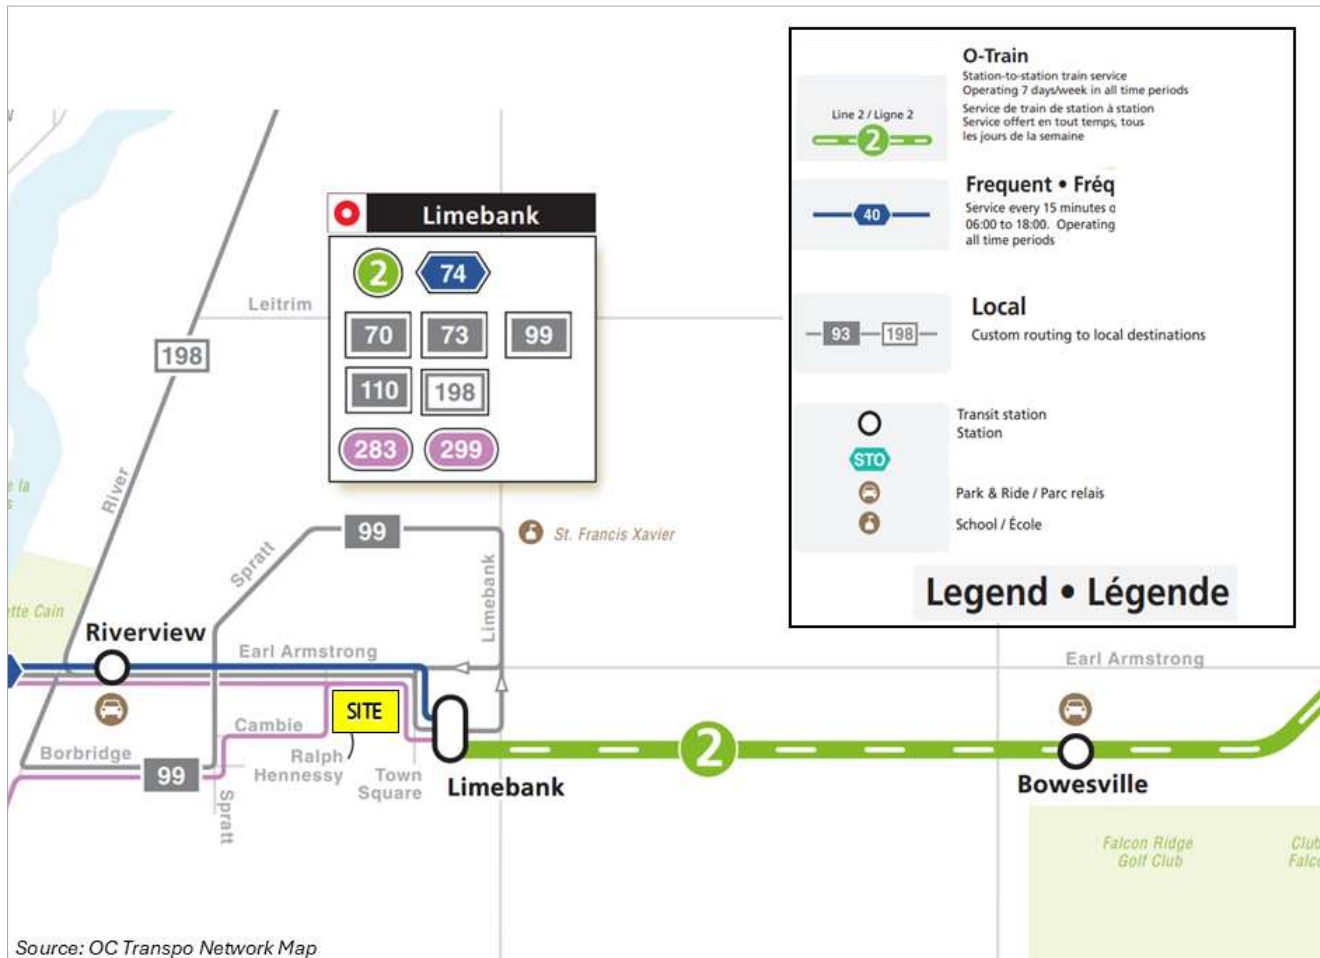 O-Train
Station-to-station train service
Operating 7 days/week in all time periods
Service de train de station à station
Service offert en tout temps, tous
les jours de la semaine
Line 2 / Ligne 2
2
Frequent • Fréq
Service every 15 minutes o
06:00 to 18:00. Operating
all time periods
40
Local
Custom routing to local destinations
93
198
Transit station
Station
STO
Park & Ride / Parc relais
School / École
Legend • Légende
Limebank
2 74
70 73 99
110 198
283 299
Leitrim
198
River
e la
s
99
Spratt
Limebank
St. Francis Xavier
tte Cain
Riverview
Earl Armstrong
Earl Armstrong
SITE
Cambie
Borbridge
99
Ralph
Hennessy
Town
Square
Spratt
Limebank
2
Bowesville
Falcon Ridge
Golf Club
Club
Falc
Source: OC Transpo Network Map